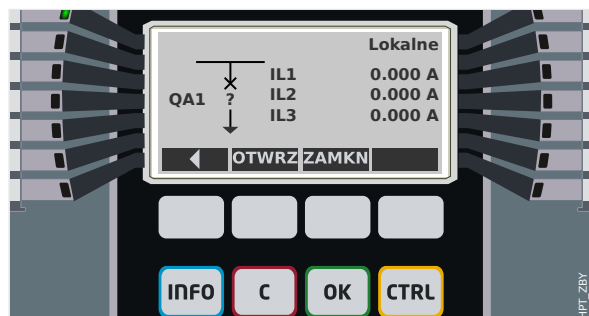 Lokalne
IL1 0.000 A
QA1 ? IL2 0.000 A
IL3 0.000 A
OTWRZ ZAMKN
INFO C OK CTRL
HPT_ZBY